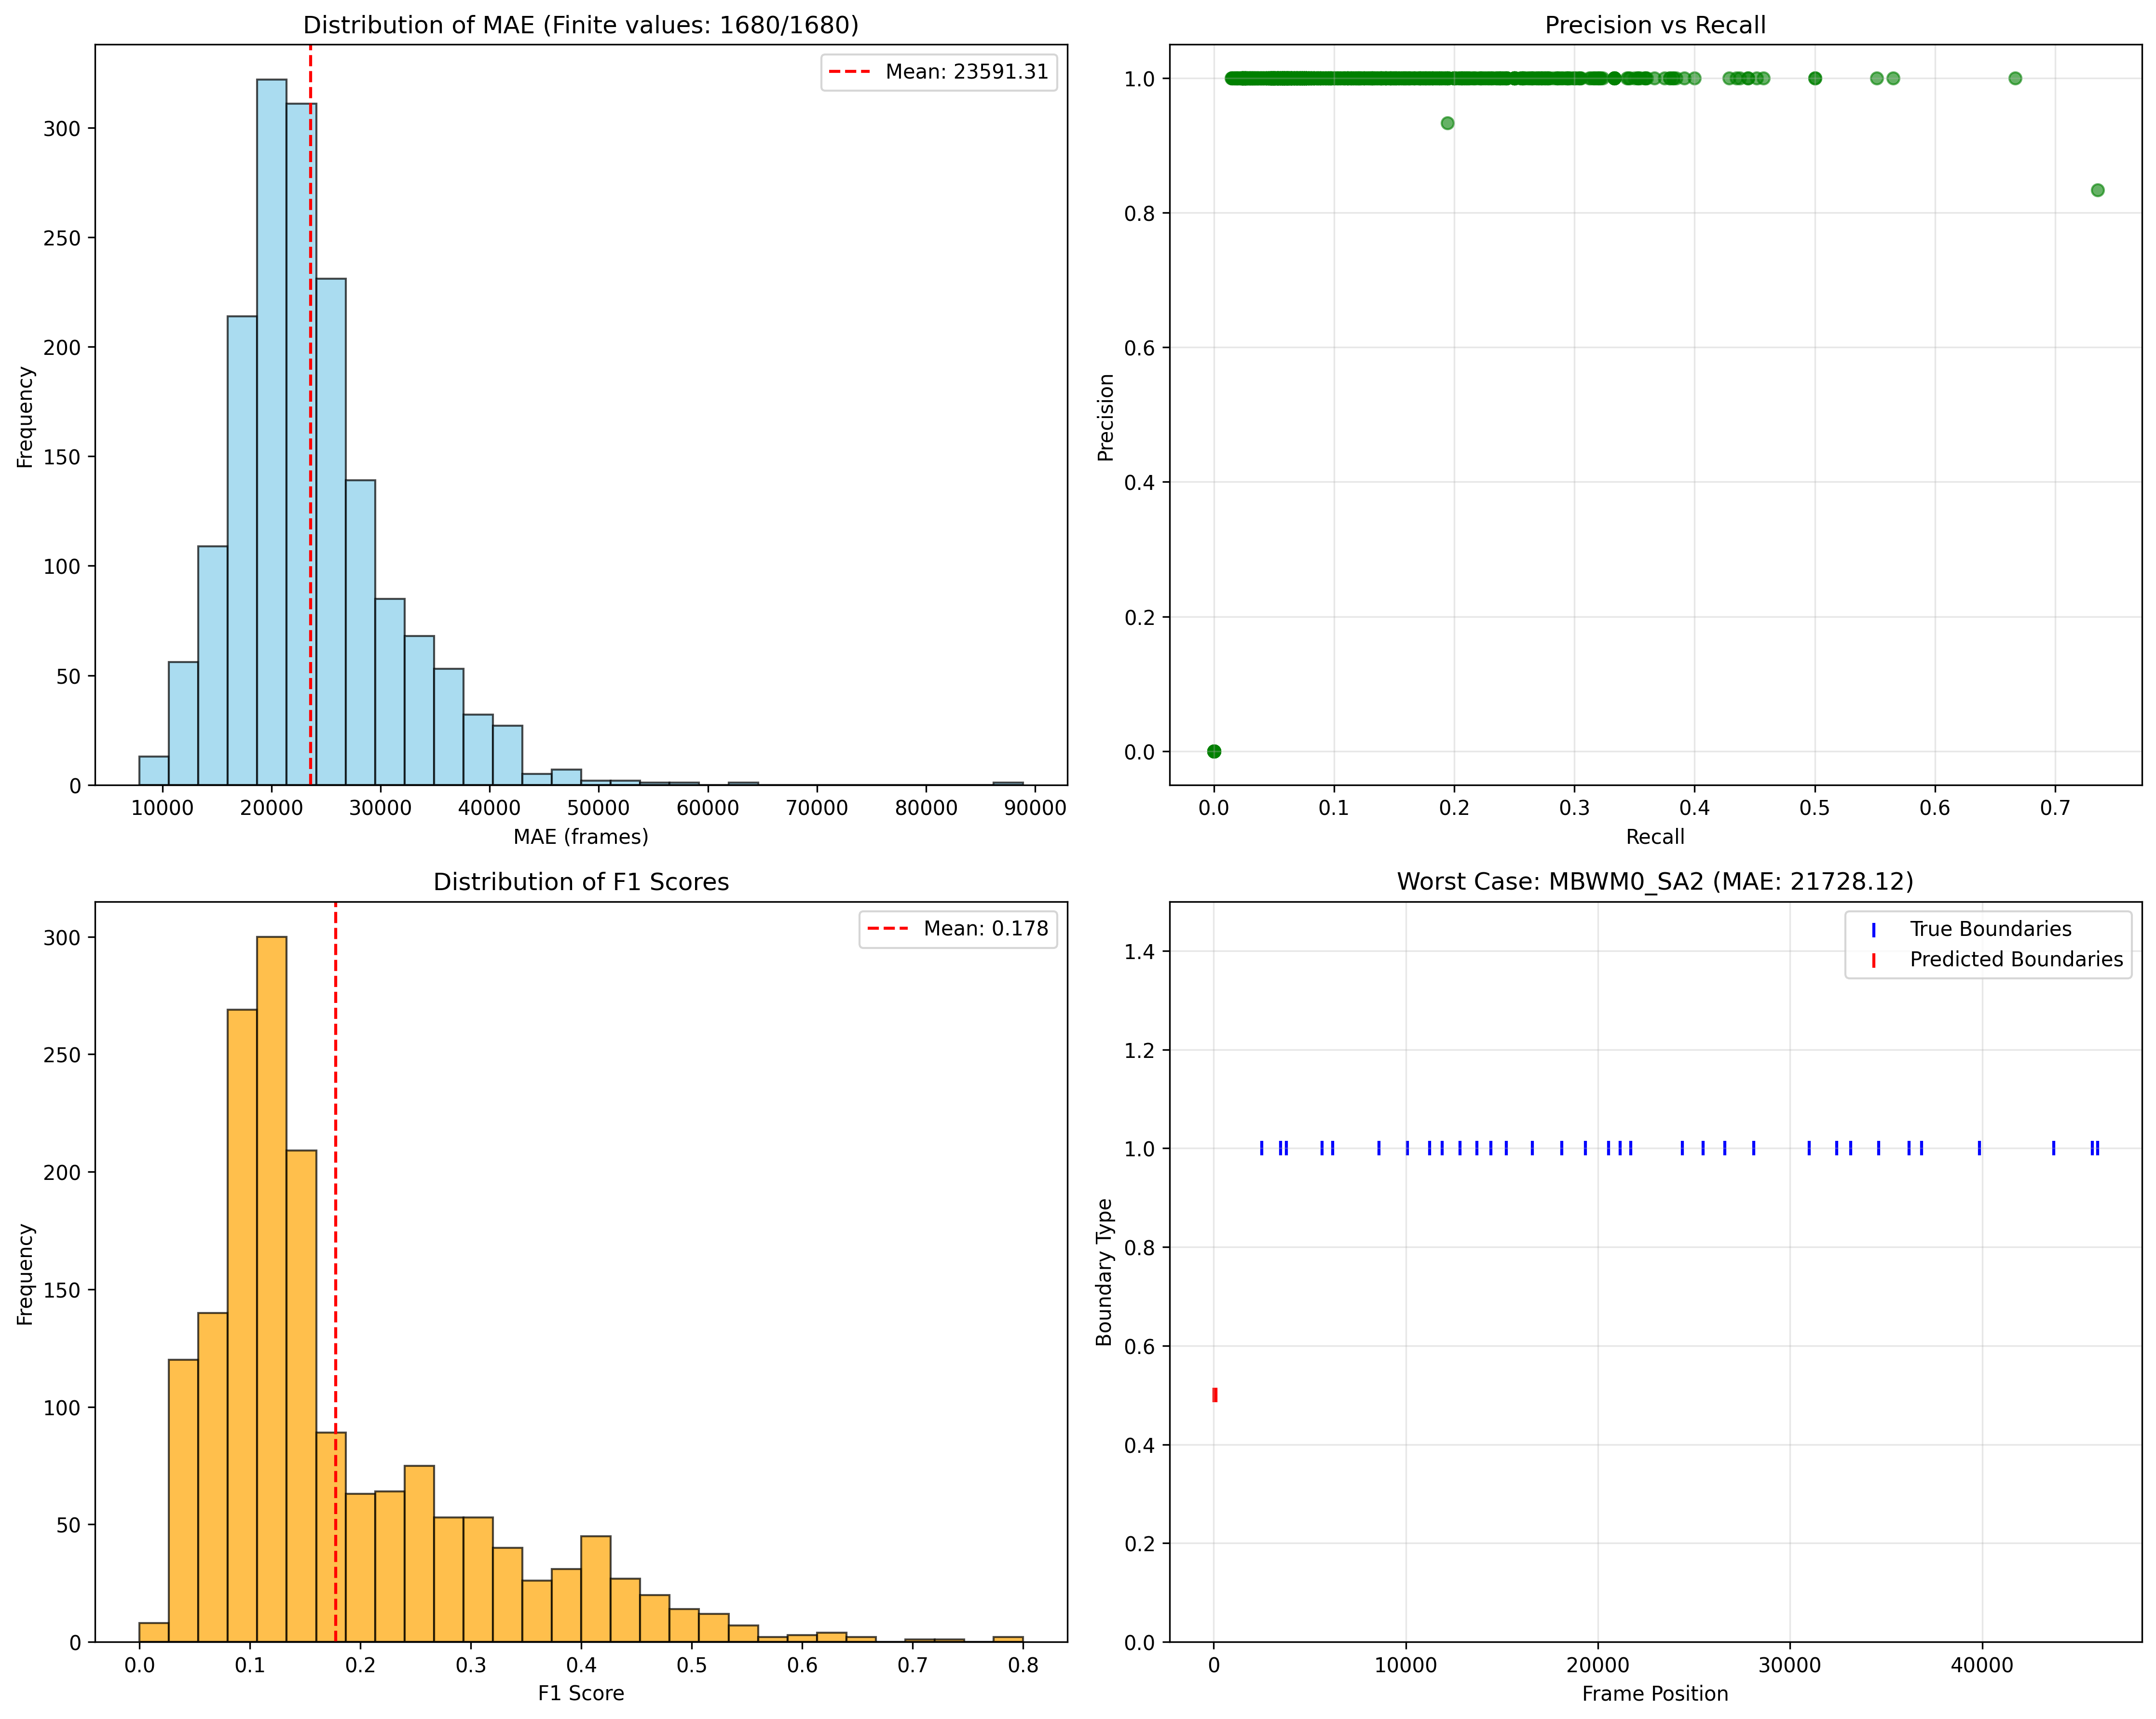 Distribution of MAE (Finite values: 1680/1680)
Mean: 23591.31
Frequency
300
250
200
150
100
50
0
10000 20000 30000 40000 50000 60000 70000 80000 90000
MAE (frames)
Precision vs Recall
Precision
1.0
0.8
0.6
0.4
0.2
0.0
0.0 0.1 0.2 0.3 0.4 0.5 0.6 0.7
Recall
Distribution of F1 Scores
Mean: 0.178
Frequency
300
250
200
150
100
50
0
0.0 0.1 0.2 0.3 0.4 0.5 0.6 0.7 0.8
F1 Score
Worst Case: MBWM0_SA2 (MAE: 21728.12)
True Boundaries
Predicted Boundaries
Boundary Type
1.4
1.2
1.0
0.8
0.6
0.4
0.2
0.0
0 10000 20000 30000 40000
Frame Position